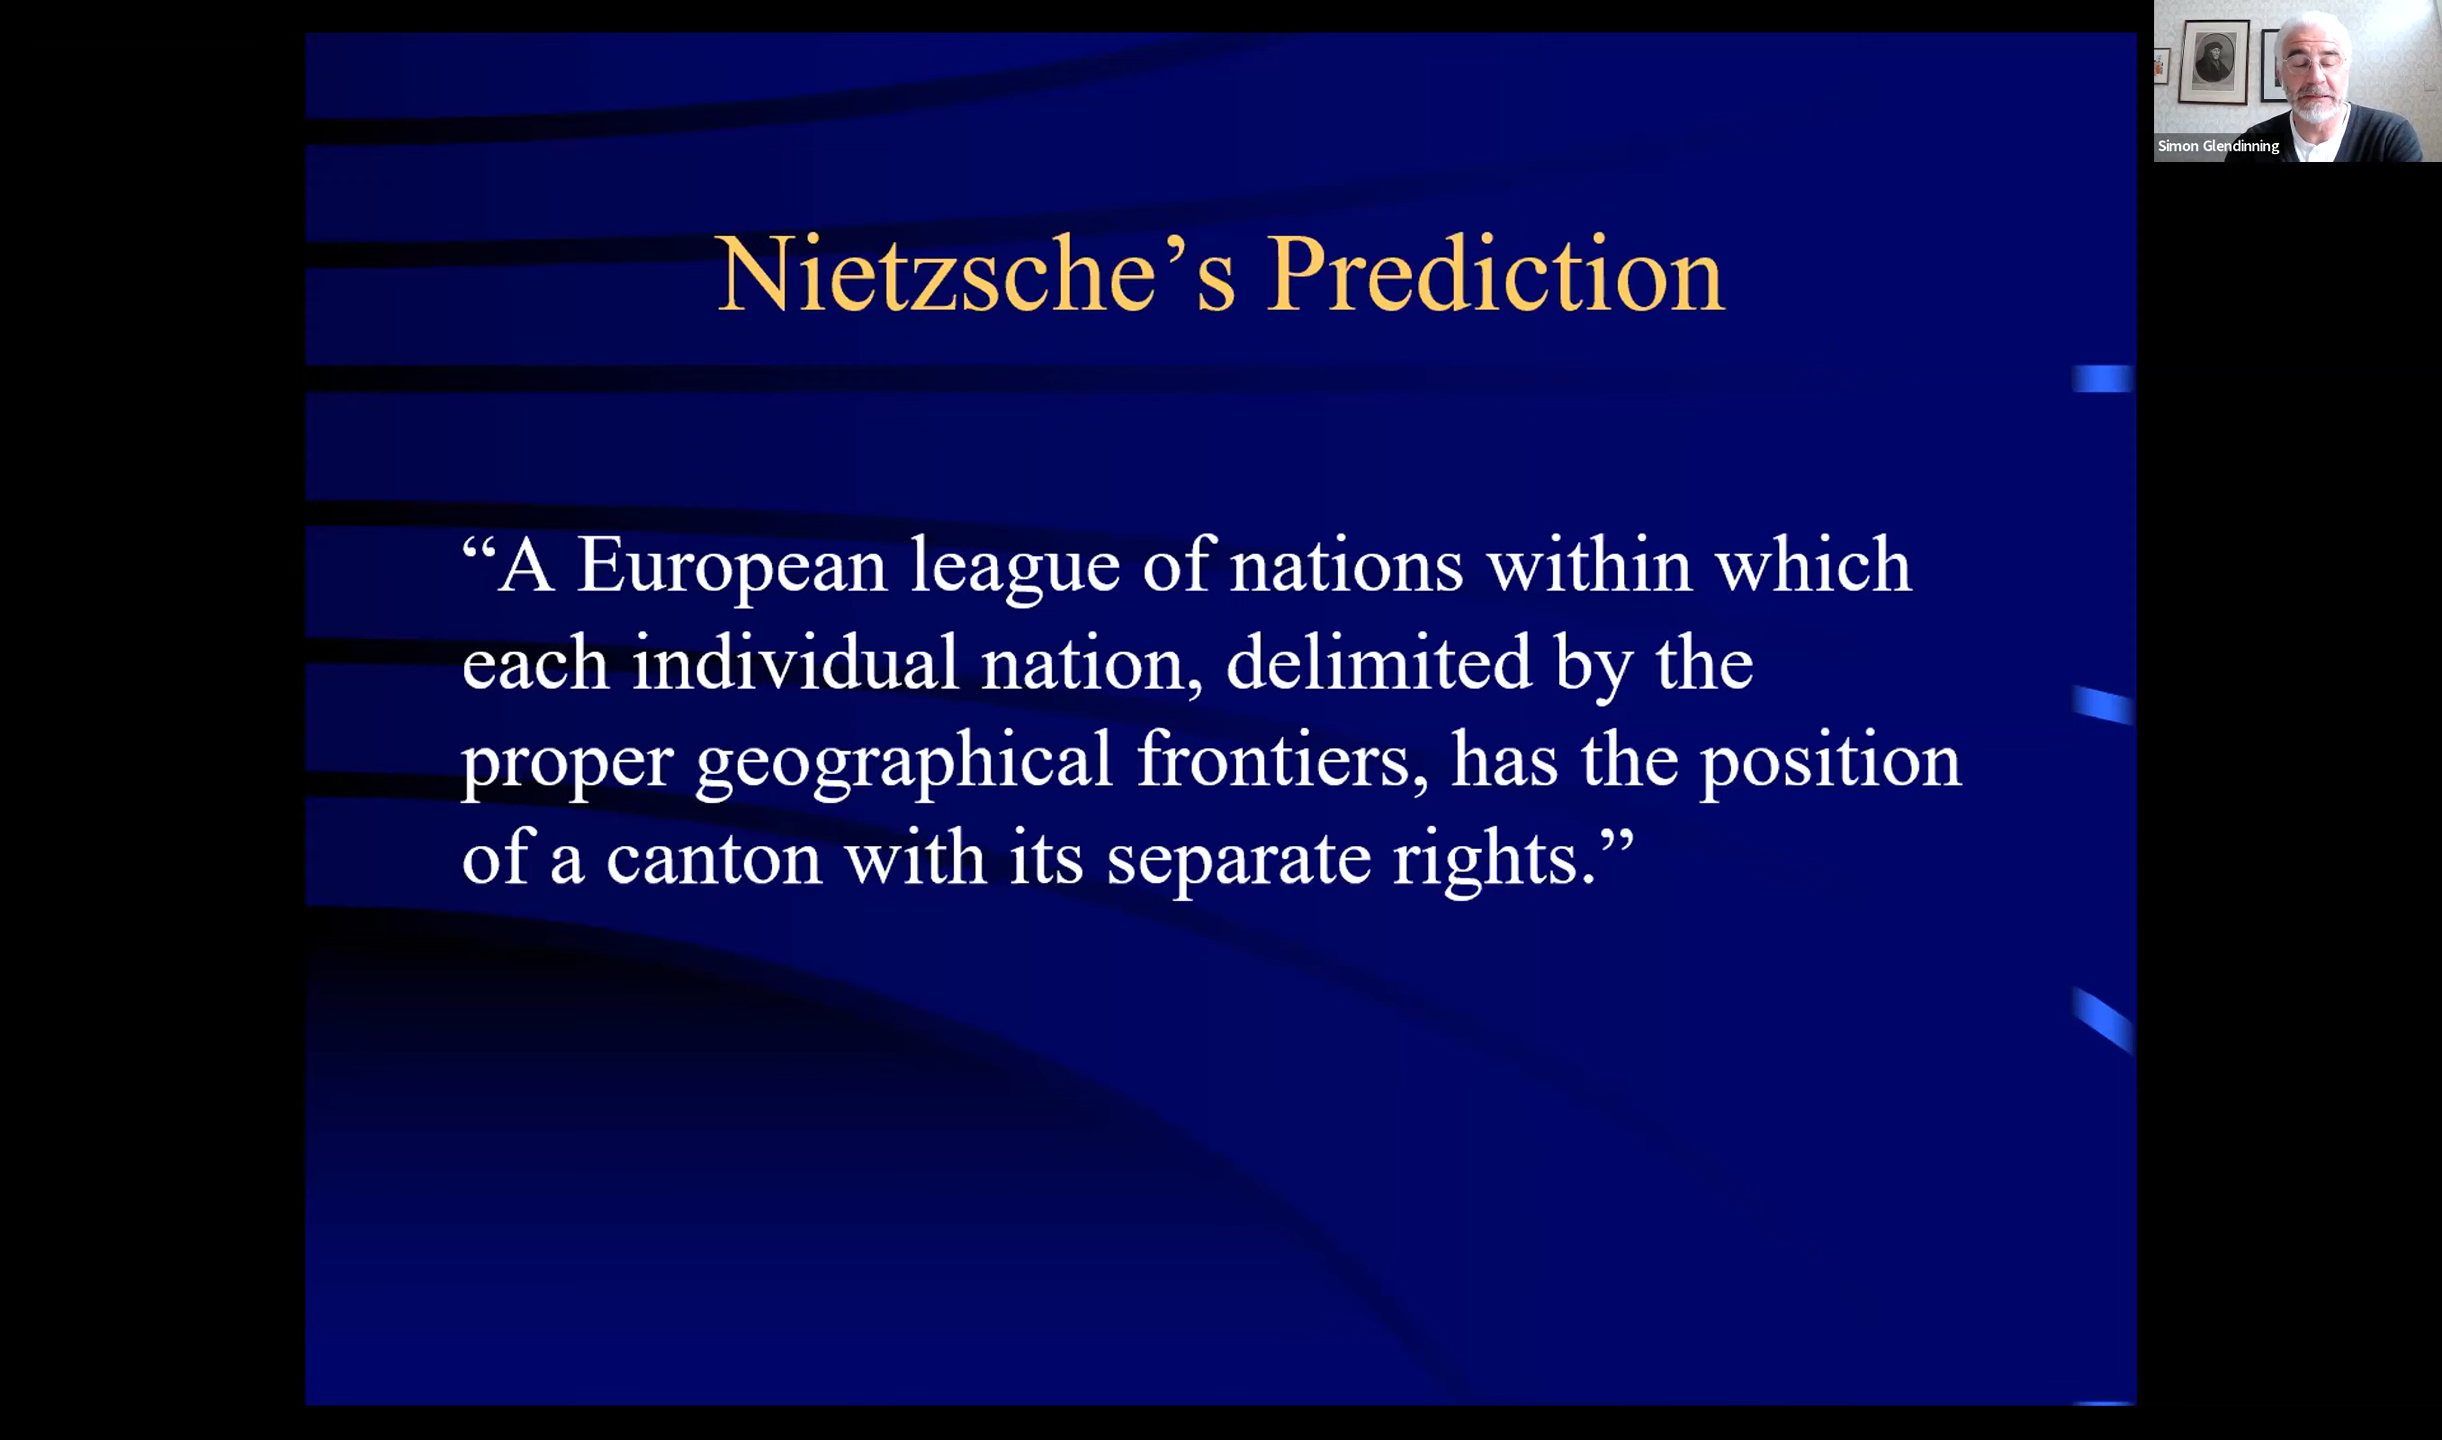 Simon Glendinning
Nietzsche’s Prediction
“A European league of nations within which
each individual nation, delimited by the
proper geographical frontiers, has the position
of a canton with its separate rights.”